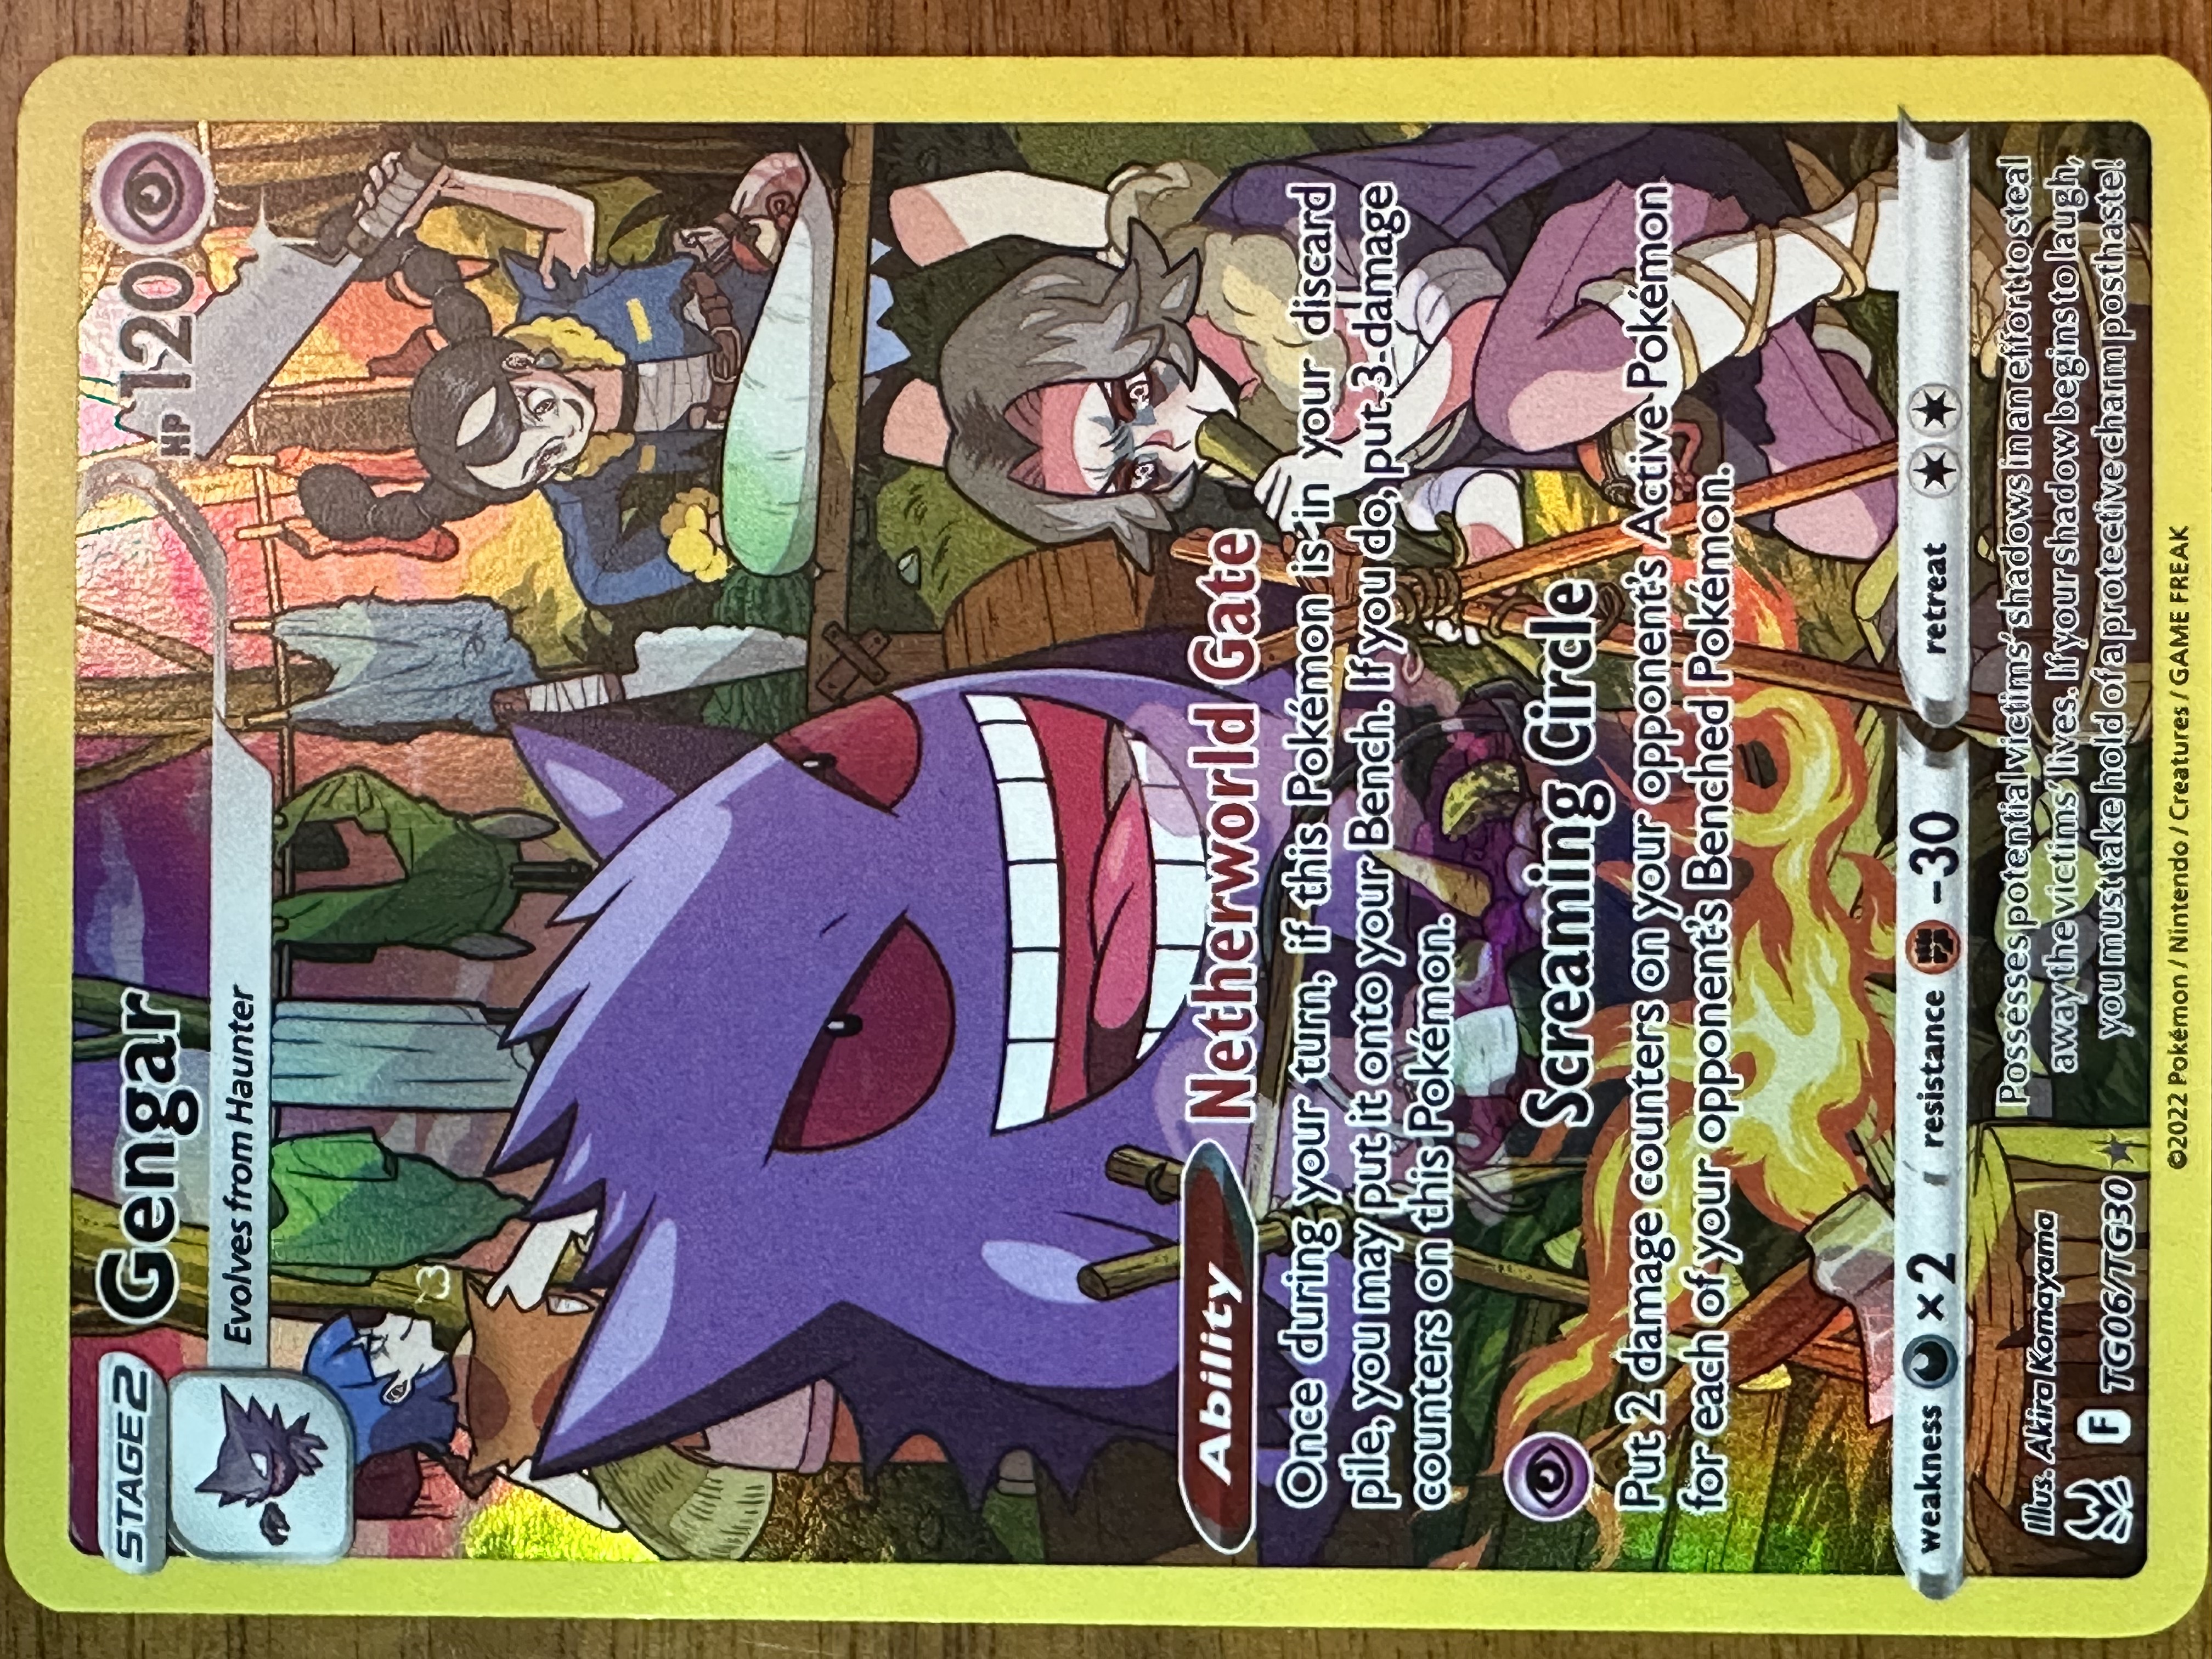 STAGE2
Gengar
HP 120
Evolves from Haunter
Ability Netherworld Gate
Once during your turn, if this Pokémon is in your discard
pile, you may put it onto your Bench. If you do, put 3 damage
counters on this Pokémon.
Screaming Circle
Put 2 damage counters on your opponent's Active Pokémon
for each of your opponent's Benched Pokémon.
weakness ×2 resistance -30 retreat
Illus. Akira Komayama
F TG06/TG30
Possesses potential victims' shadows in an effort to steal
away the victims' lives. If your shadow begins to laugh,
you must take hold of a protective charm posthaste!
©2022 Pokémon / Nintendo / Creatures / GAME FREAK